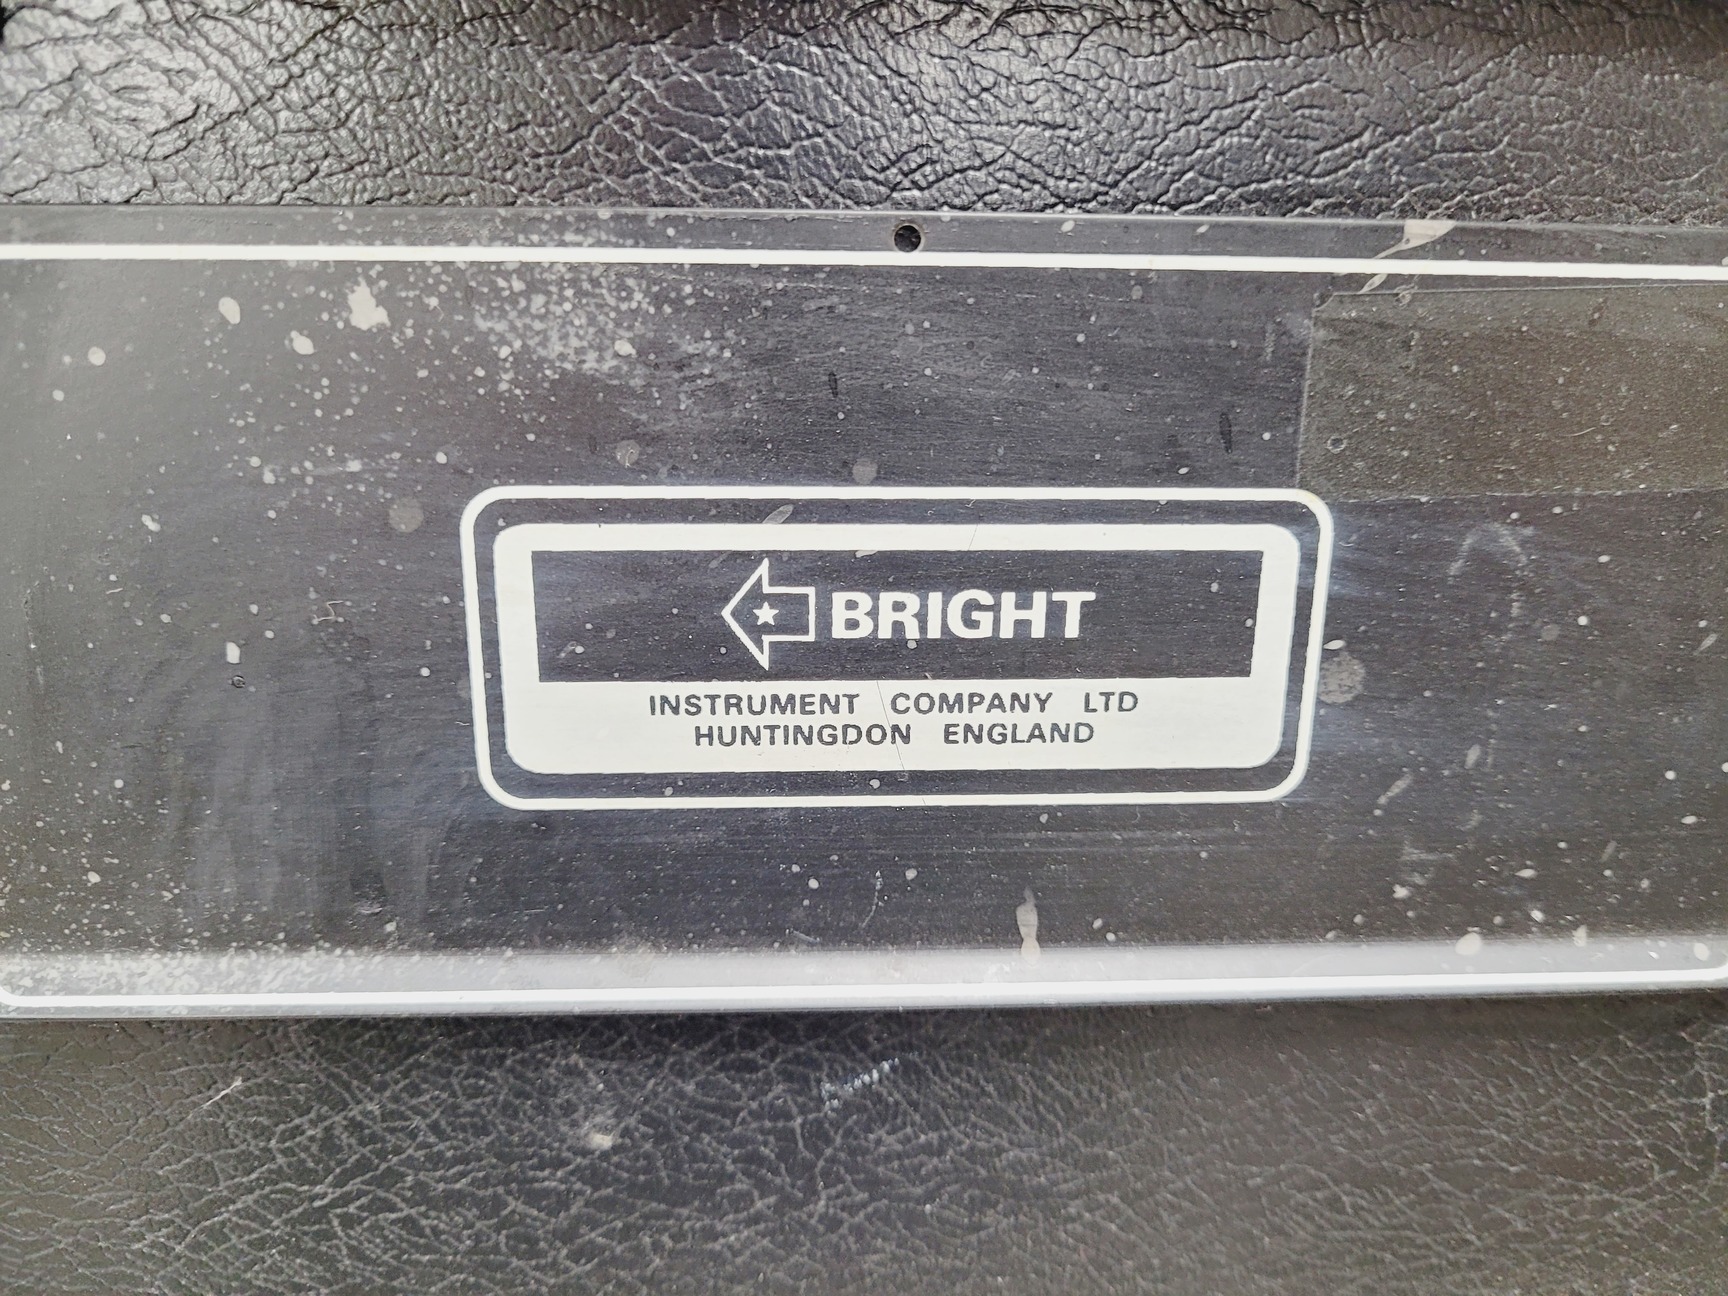 BRIGHT
INSTRUMENT COMPANY LTD
HUNTINGDON ENGLAND